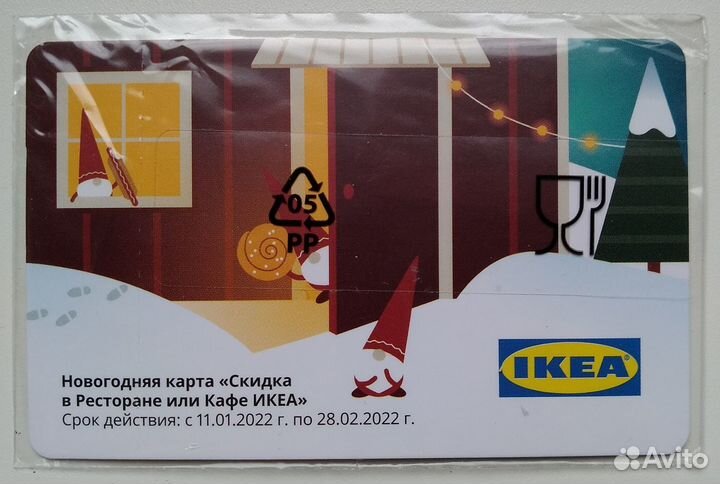 05
PP
IKEA
Новогодняя карта «Скидка
в Ресторане или Кафе ИКЕА»
Срок действия: с 11.01.2022 г. по 28.02.2022 г.
Avito